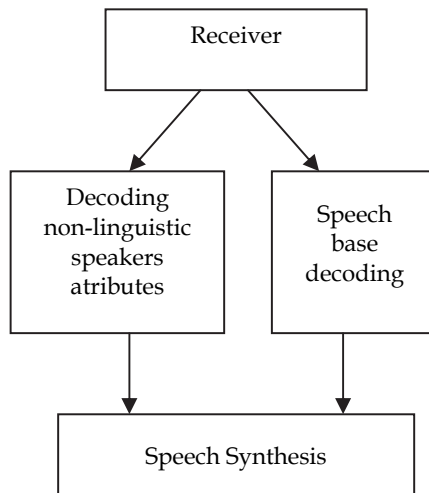 Receiver
Decoding
non-linguistic
speakers
atributes
Speech
base
decoding
Speech Synthesis